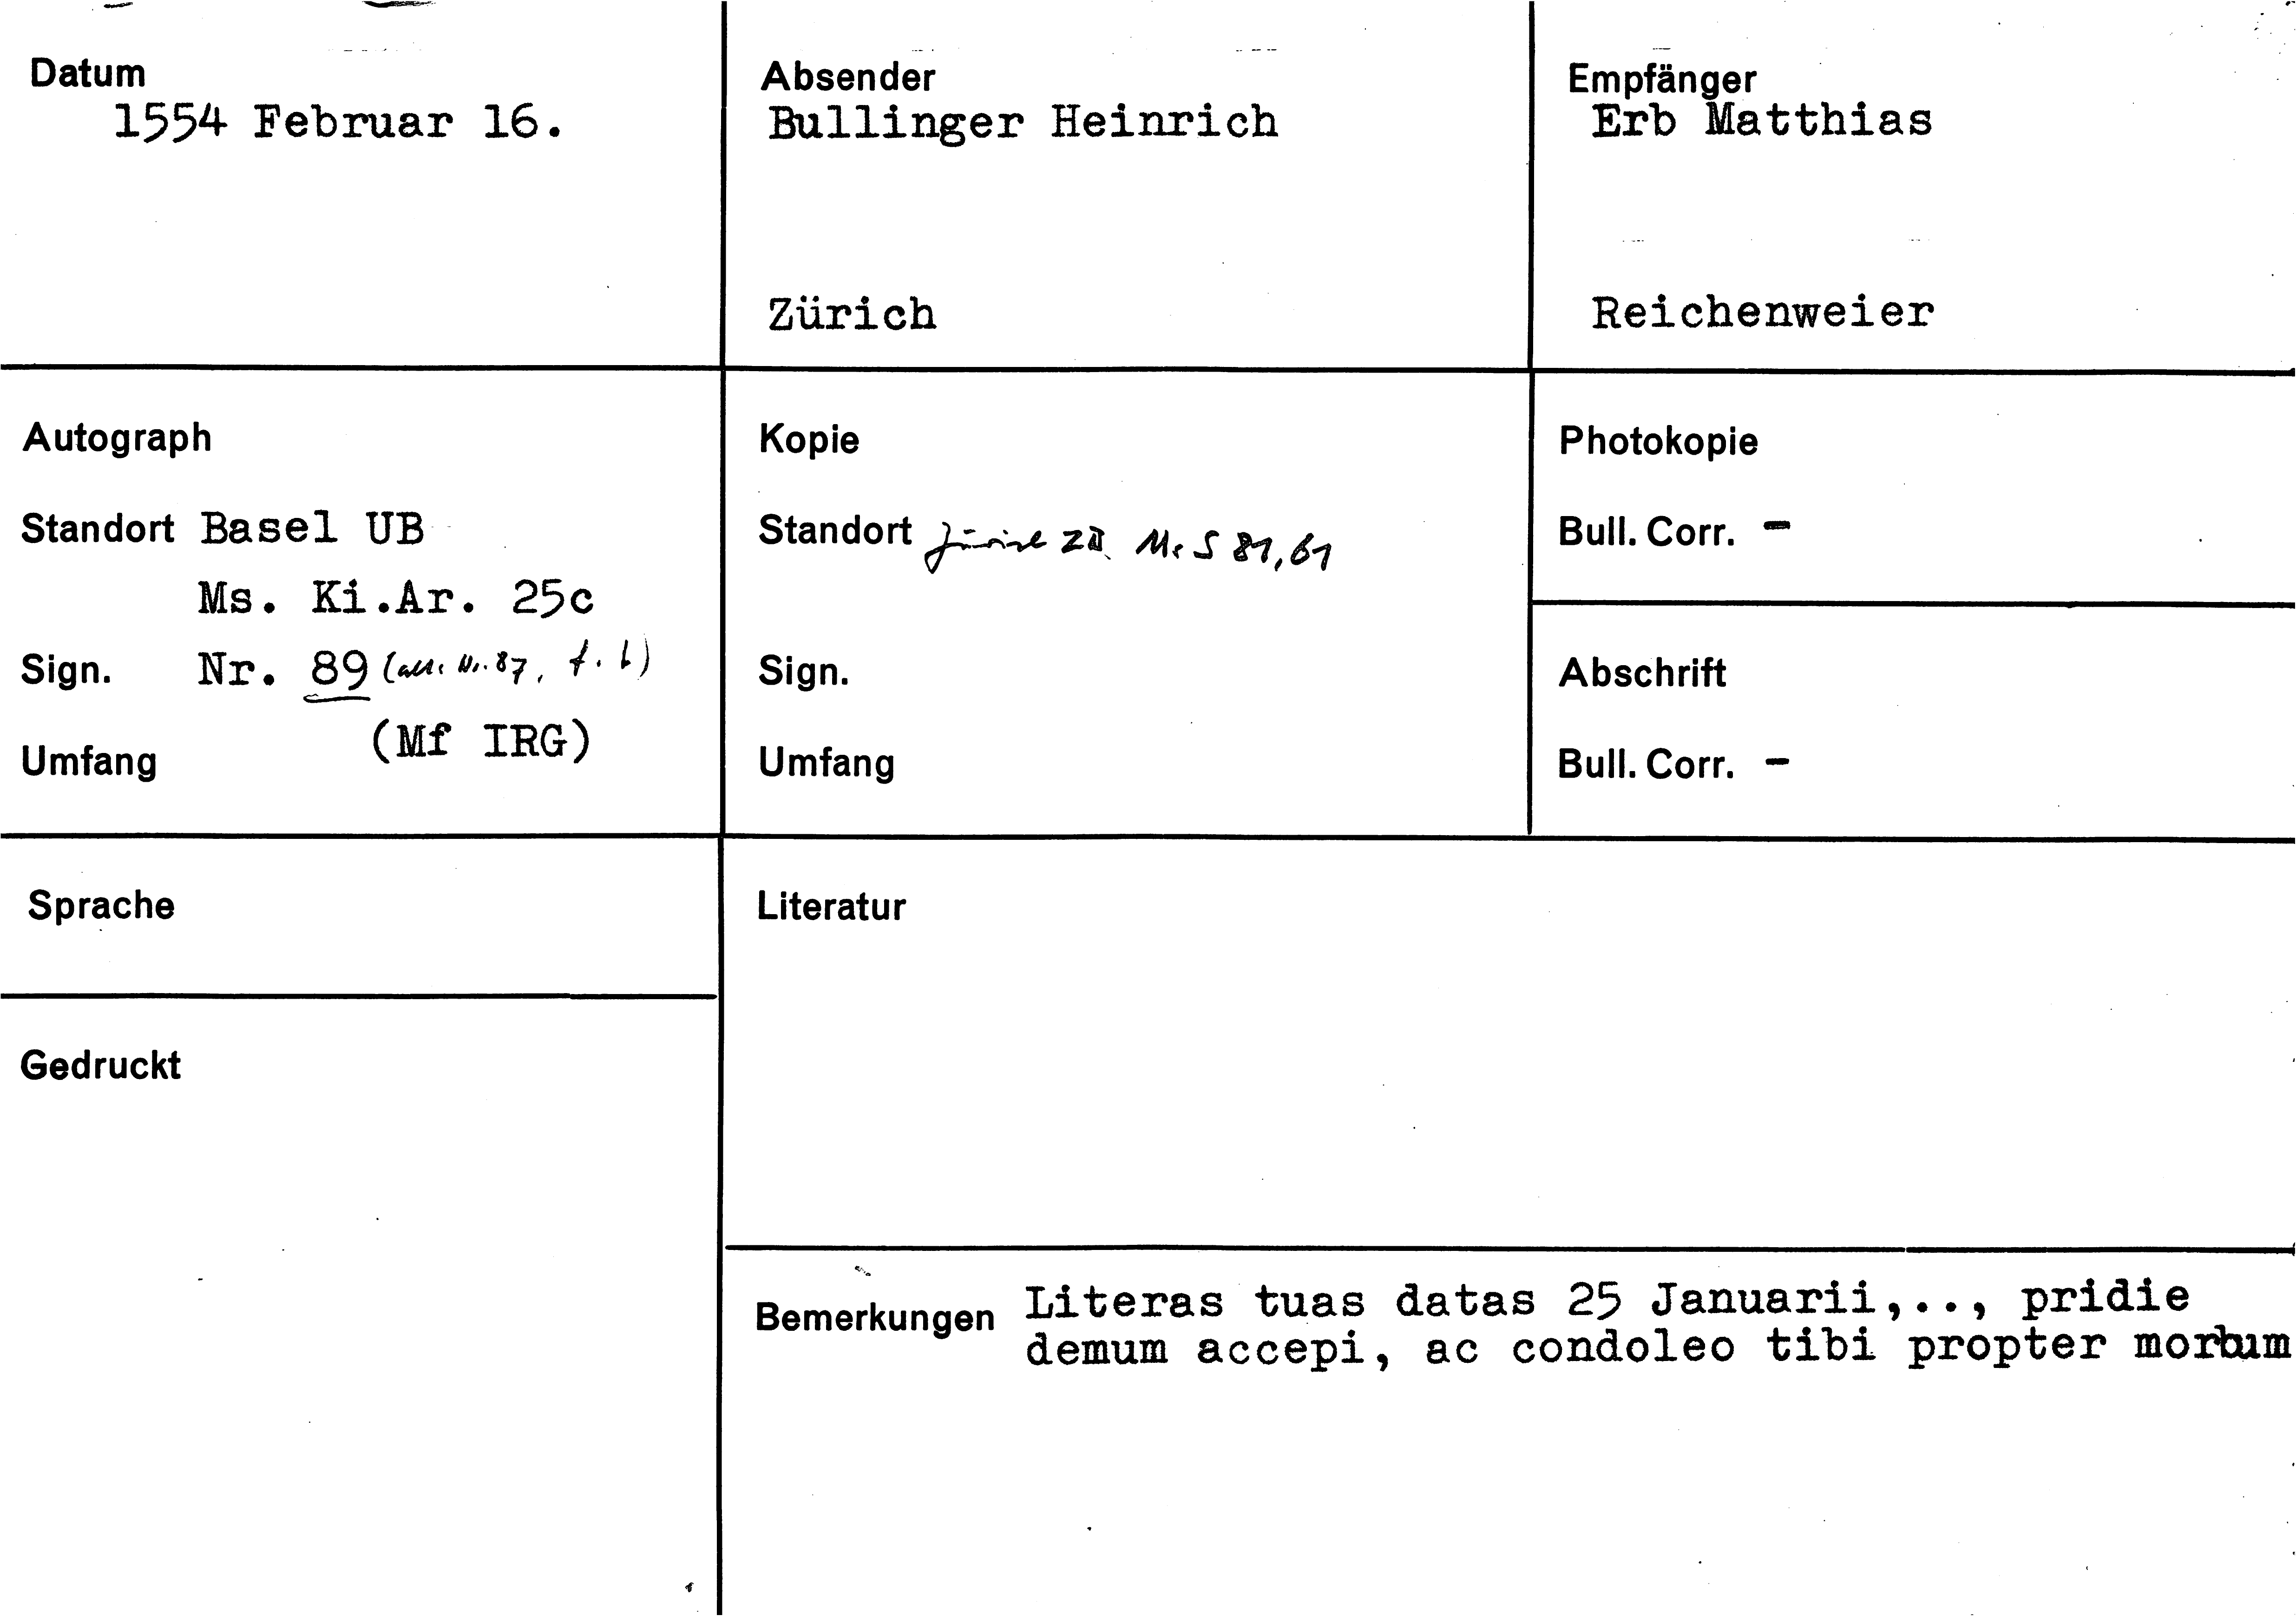 Datum
1554 Februar 16.
Absender
Bullinger Heinrich
Zürich
Empfänger
Erb Matthias
Reichenweier
Autograph
Standort Basel UB
Ms. Ki.Ar. 25c
Sign. Nr. 89 (alt: Nr. 87, f. b)
(Mf IRG)
Umfang
Kopie
Standort Zürich ZB Ms S 81, 61
Sign.
Umfang
Photokopie
Bull. Corr. -
Abschrift
Bull. Corr. -
Sprache
Literatur
Gedruckt
Bemerkungen Literas tuas datas 25 Januarii,.., pridie
demum accepi, ac condoleo tibi propter morbum